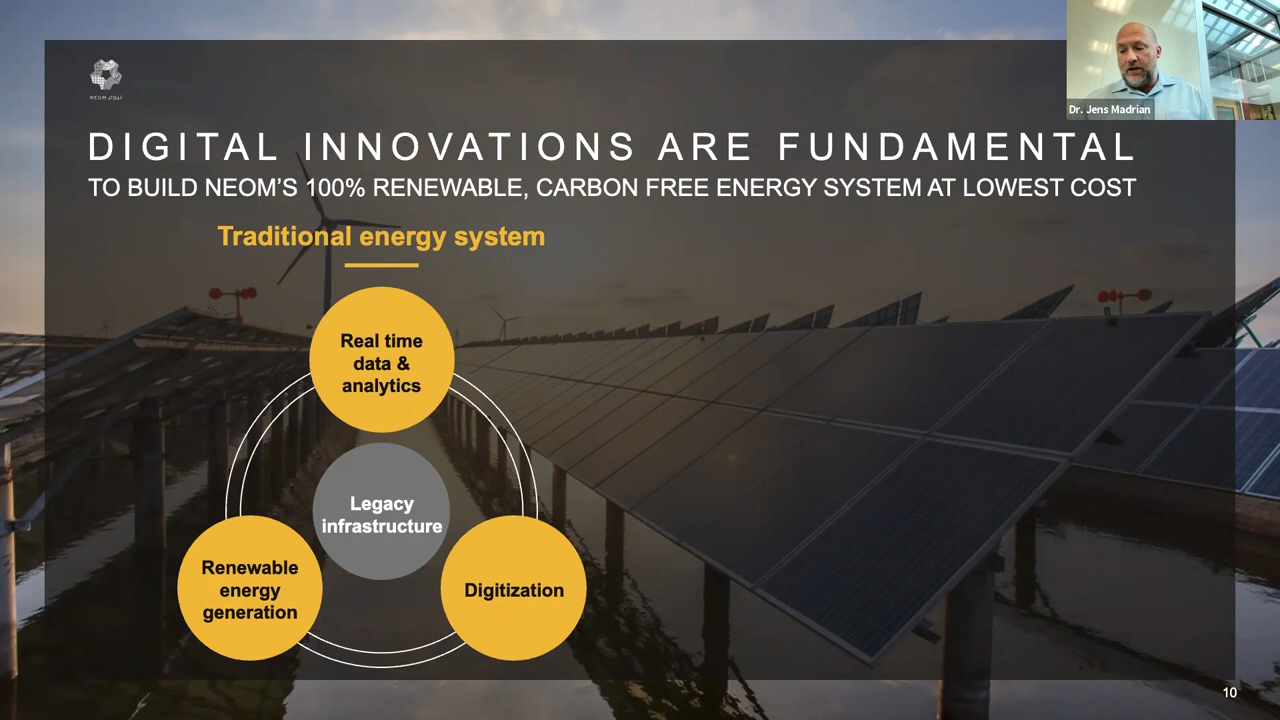 NEOM نيوم
Dr. Jens Madrian
DIGITAL INNOVATIONS ARE FUNDAMENTAL
TO BUILD NEOM’S 100% RENEWABLE, CARBON FREE ENERGY SYSTEM AT LOWEST COST
Traditional energy system
Real time
data &
analytics
Legacy
infrastructure
Renewable
energy
generation
Digitization
10